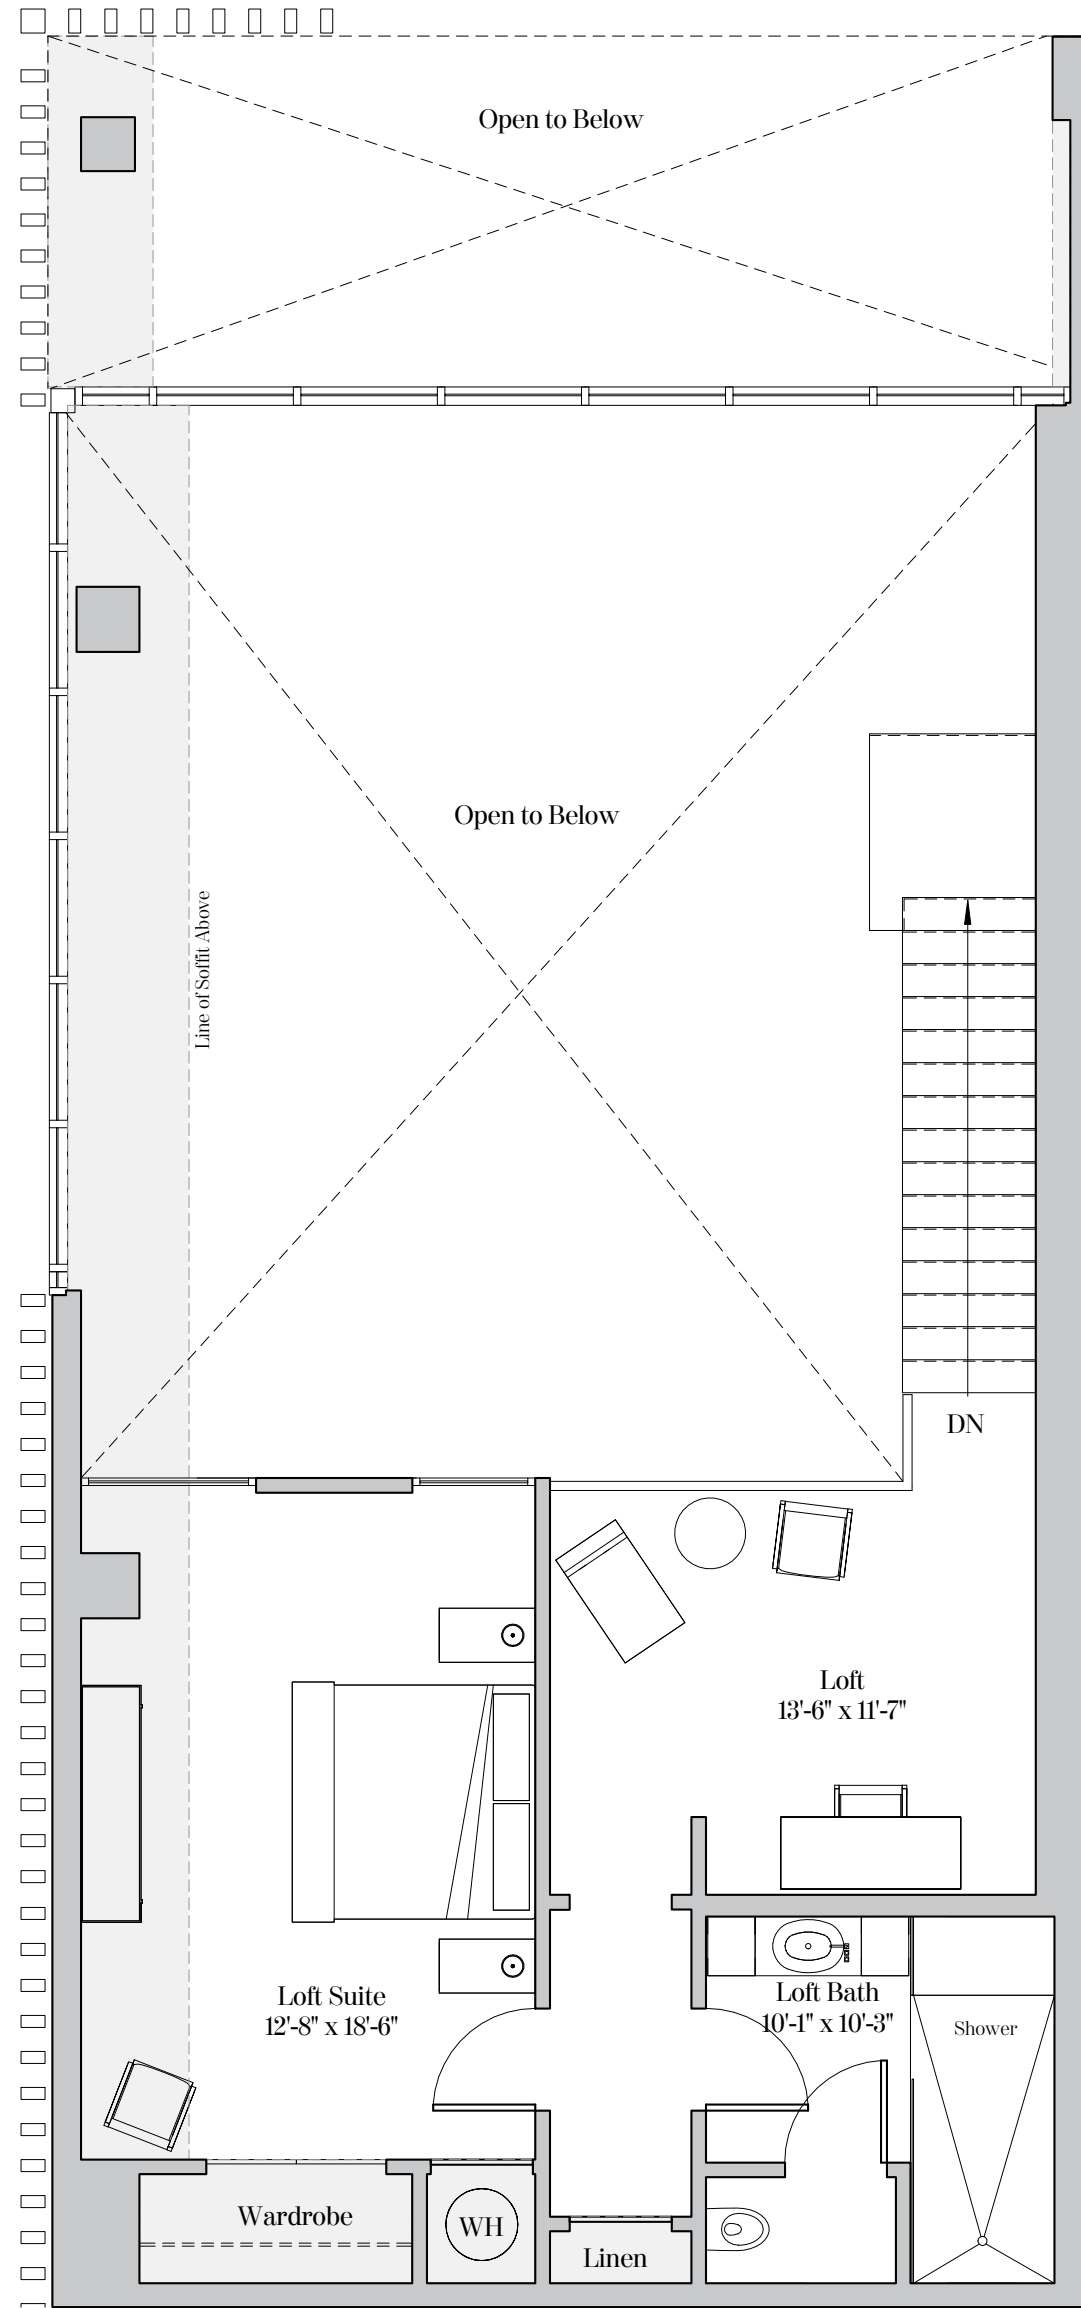 Open to Below
Open to Below
Line of Soffit Above
DN
Loft
13'-6" x 11'-7"
Loft Suite
12'-8" x 18'-6"
Loft Bath
10'-1" x 10'-3"
Shower
Wardrobe
WH
Linen